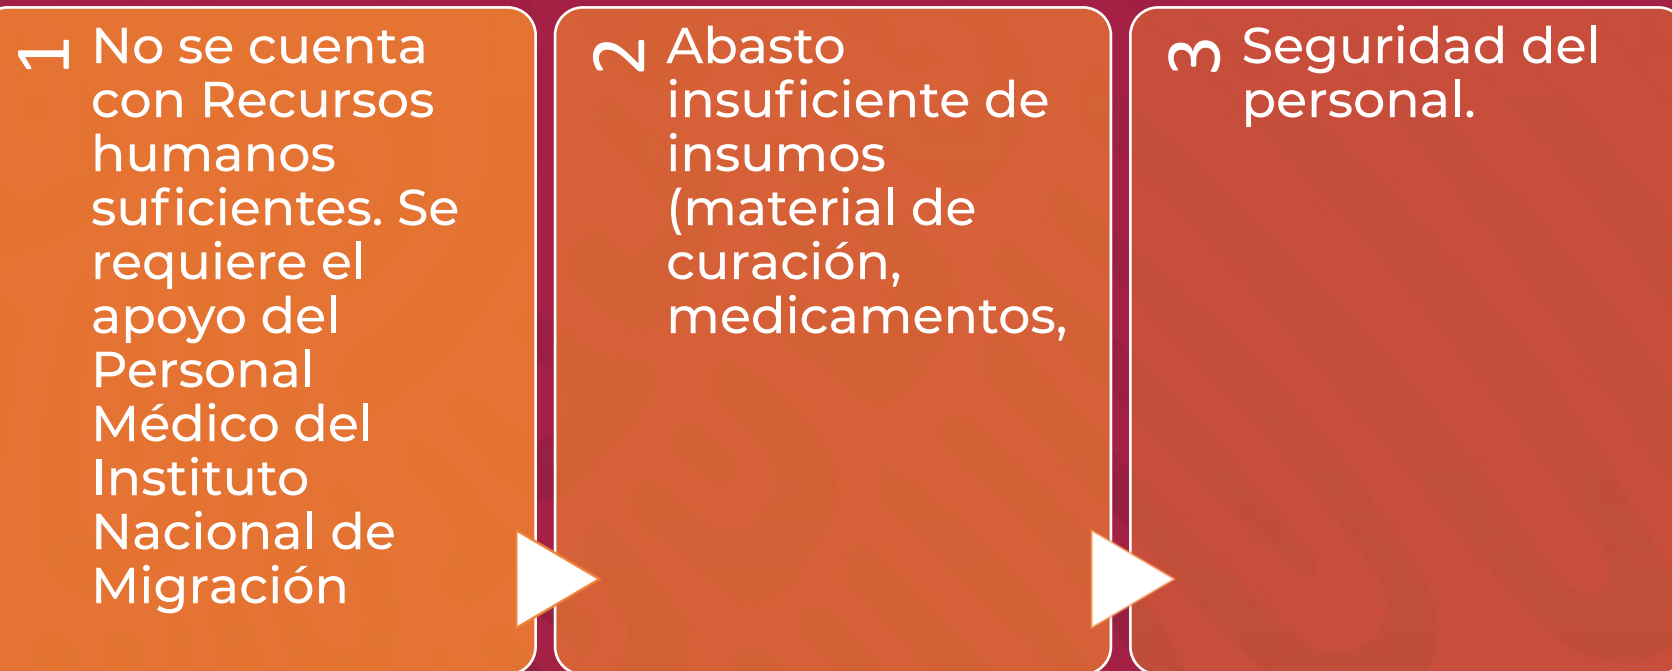 1
No se cuenta
con Recursos
humanos
suficientes. Se
requiere el
apoyo del
Personal
Médico del
Instituto
Nacional de
Migración
2
Abasto
insuficiente de
insumos
(material de
curación,
medicamentos,
3
Seguridad del
personal.